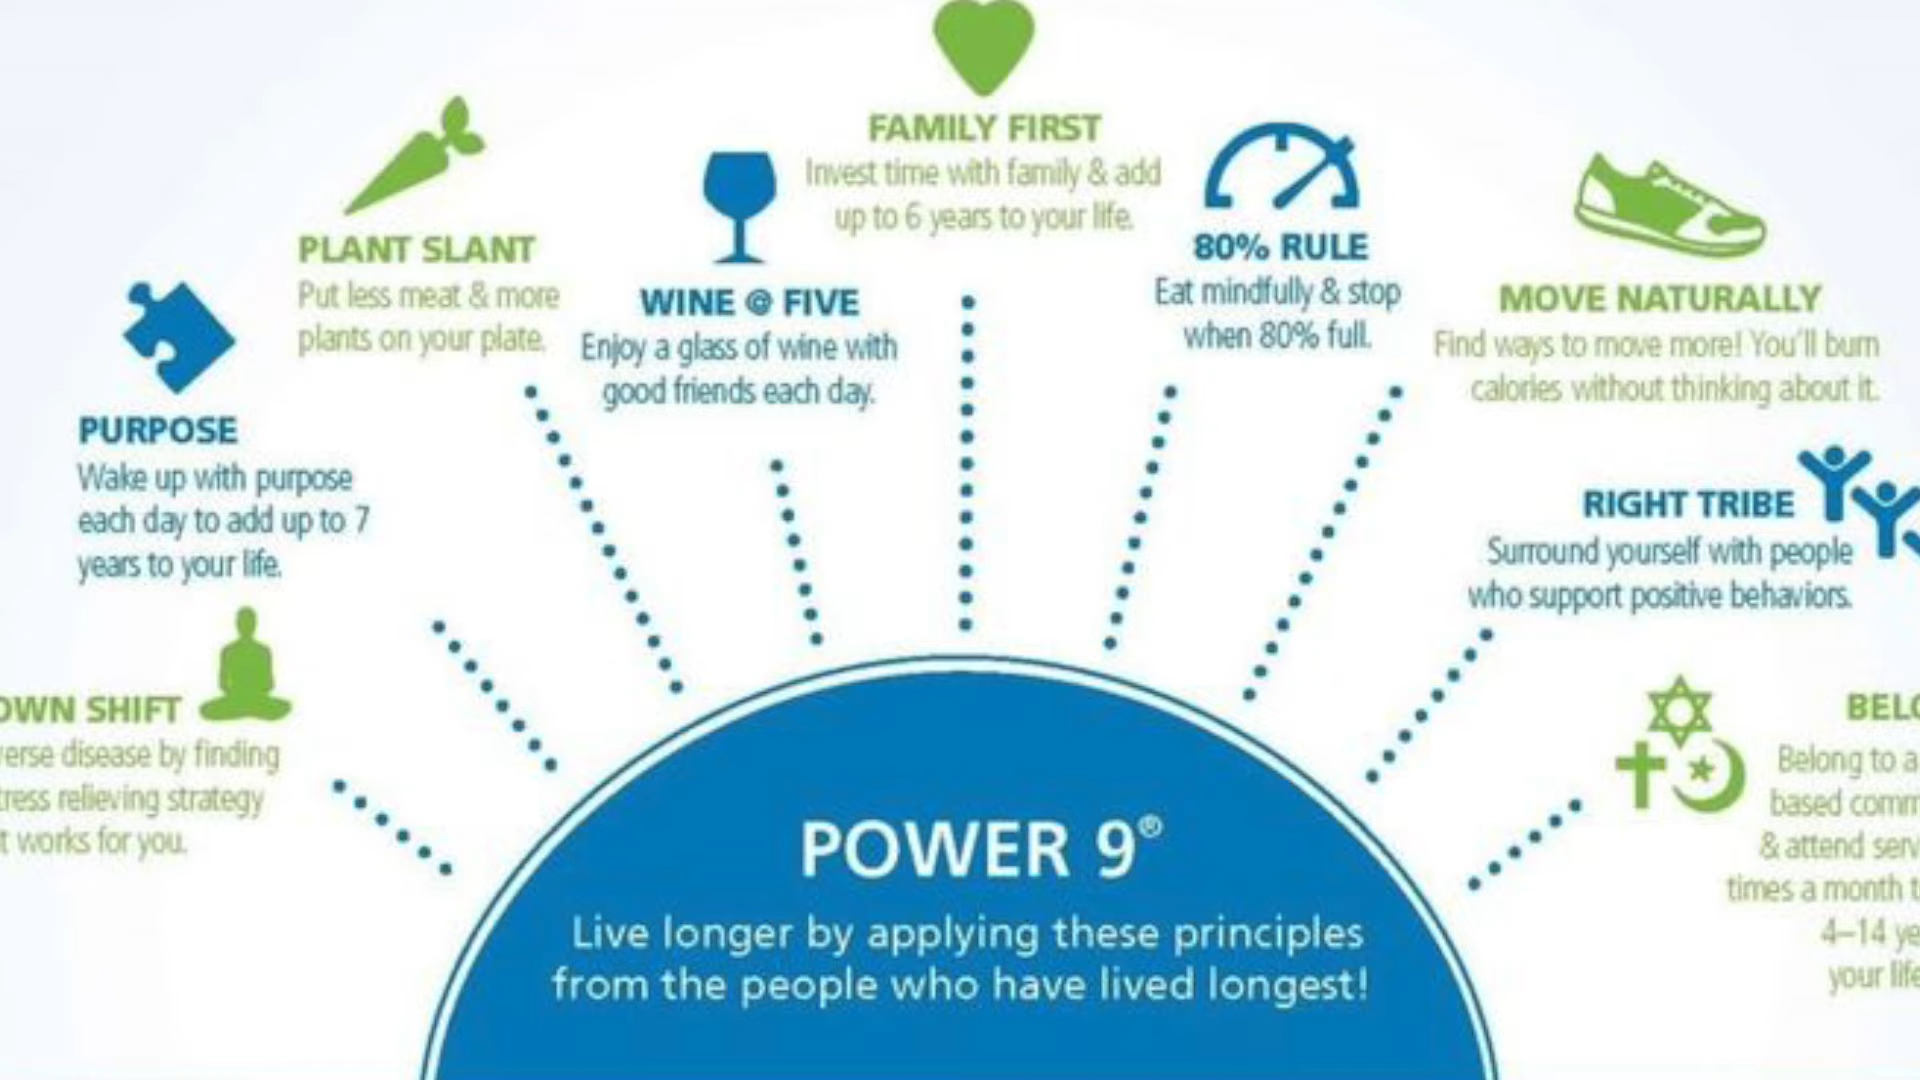 FAMILY FIRST
Invest time with family & add
up to 6 years to your life.
PLANT SLANT
Put less meat & more
plants on your plate.
WINE @ FIVE
Enjoy a glass of wine with
good friends each day.
80% RULE
Eat mindfully & stop
when 80% full.
MOVE NATURALLY
Find ways to move more! You'll burn
calories without thinking about it.
PURPOSE
Wake up with purpose
each day to add up to 7
years to your life.
RIGHT TRIBE
Surround yourself with people
who support positive behaviors.
OWN SHIFT
erse disease by finding
tress relieving strategy
t works for you.
BELO
Belong to a
based comm
& attend serv
times a month t
4–14 ye
your life
POWER 9®
Live longer by applying these principles
from the people who have lived longest!